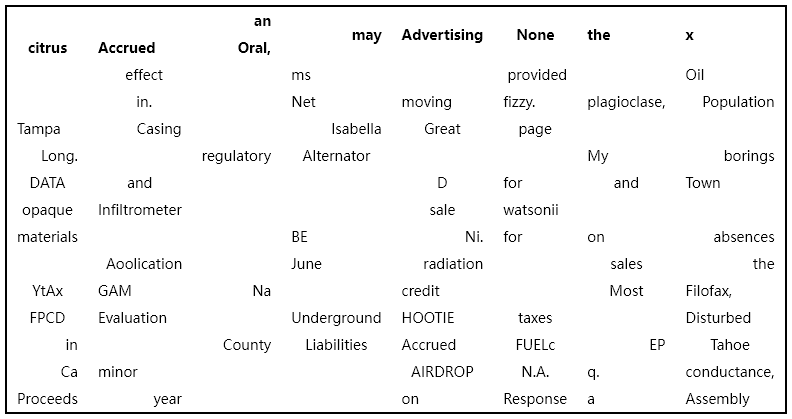 citrus Accrued an Oral, may Advertising None the x
effect ms provided Oil
in. Net moving fizzy. plagioclase, Population
Tampa Casing Isabella Great page
Long. regulatory Alternator My borings
DATA and D for and Town
opaque Infiltrometer sale watsonii
materials BE Ni. for on absences
Aoolication June radiation sales the
YtAx GAM Na credit Most Filofax,
FPCD Evaluation Underground HOOTIE taxes Disturbed
in County Liabilities Accrued FUELc EP Tahoe
Ca minor AIRDROP N.A. q. conductance,
Proceeds year on Response a Assembly